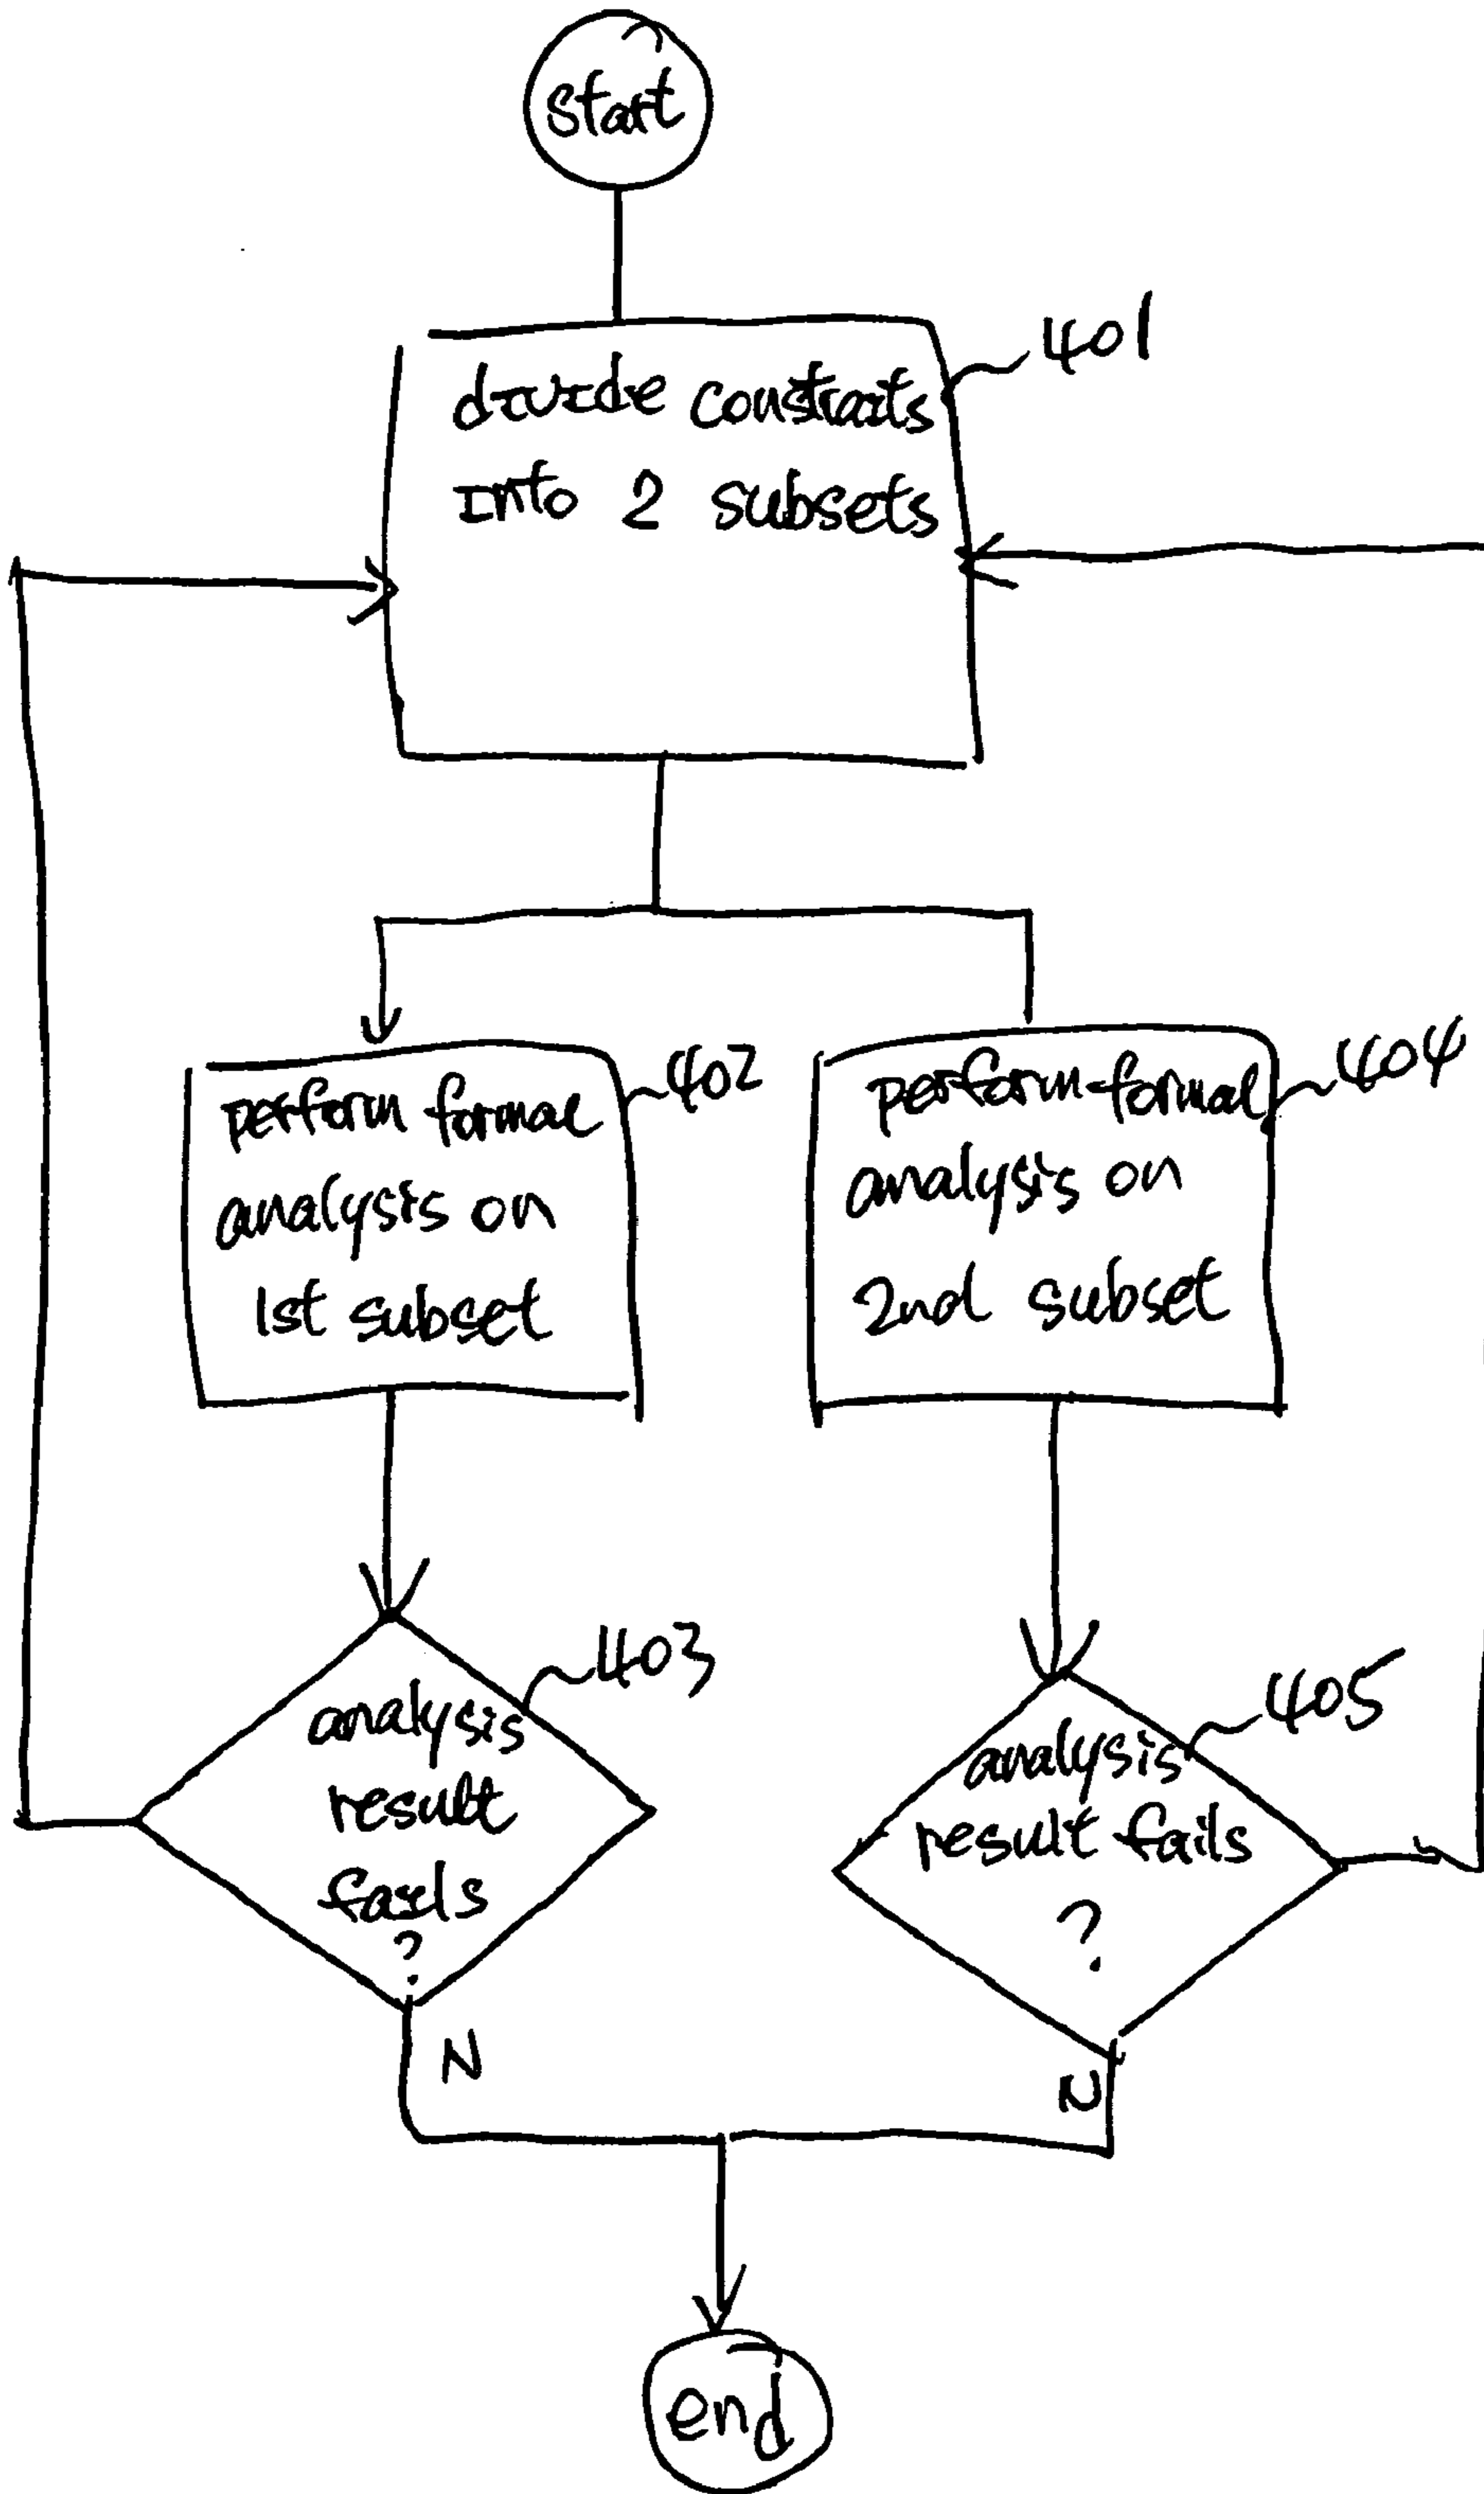 start
401
divide constraits
into 2 subsets
402
perform formal
analysis on
1st subset
404
perform formal
analysis on
2nd subset
403
analysis
result
fails
?
405
analysis
result fails
?
N
N
end